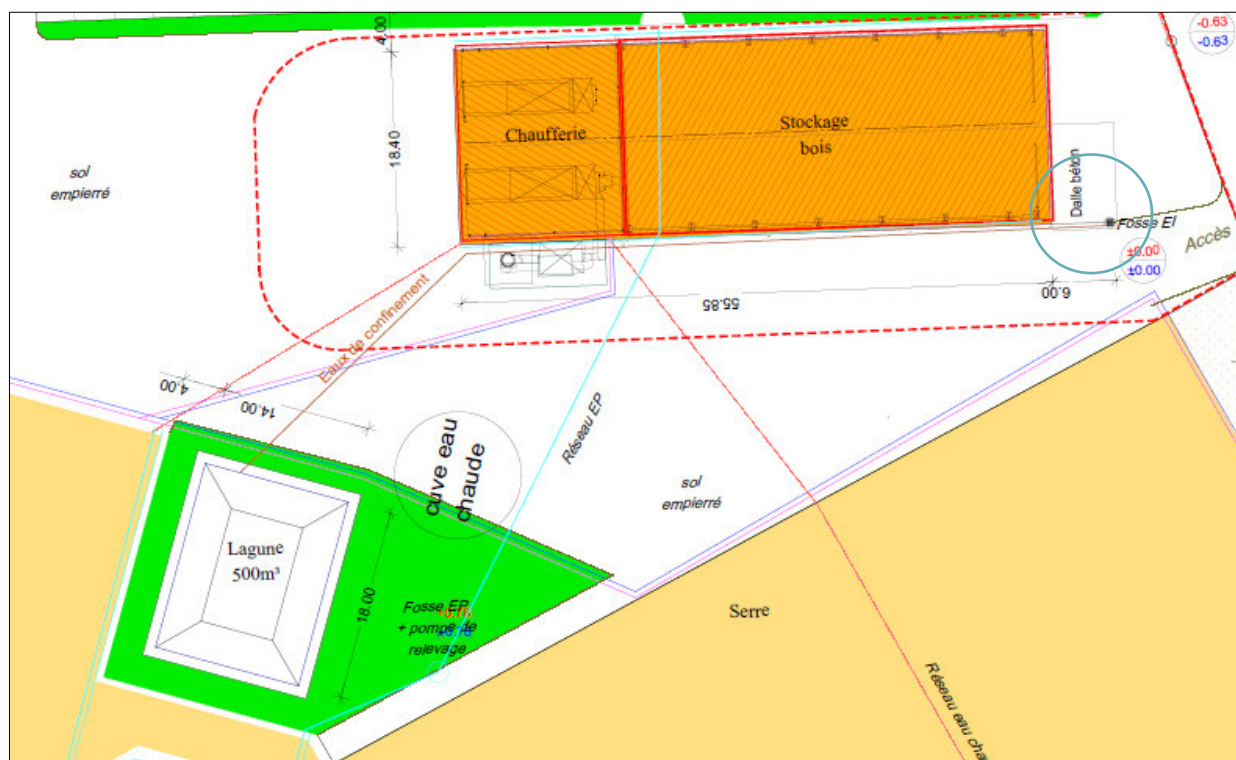 -0.63
-0.63
4.00
18.40
Chaufferie
Stockage
bois
Dalle béton
Fosse EI
Accès
±0.00
±0.00
6.00
55.85
sol
empierré
Eaux de confinement
4.00
14.00
cuve eau
chaude
Réseau EP
sol
empierré
Lagune
500m³
18.00
Fosse EP
+ pompe de
relevage
Serre
Réseau eau cha